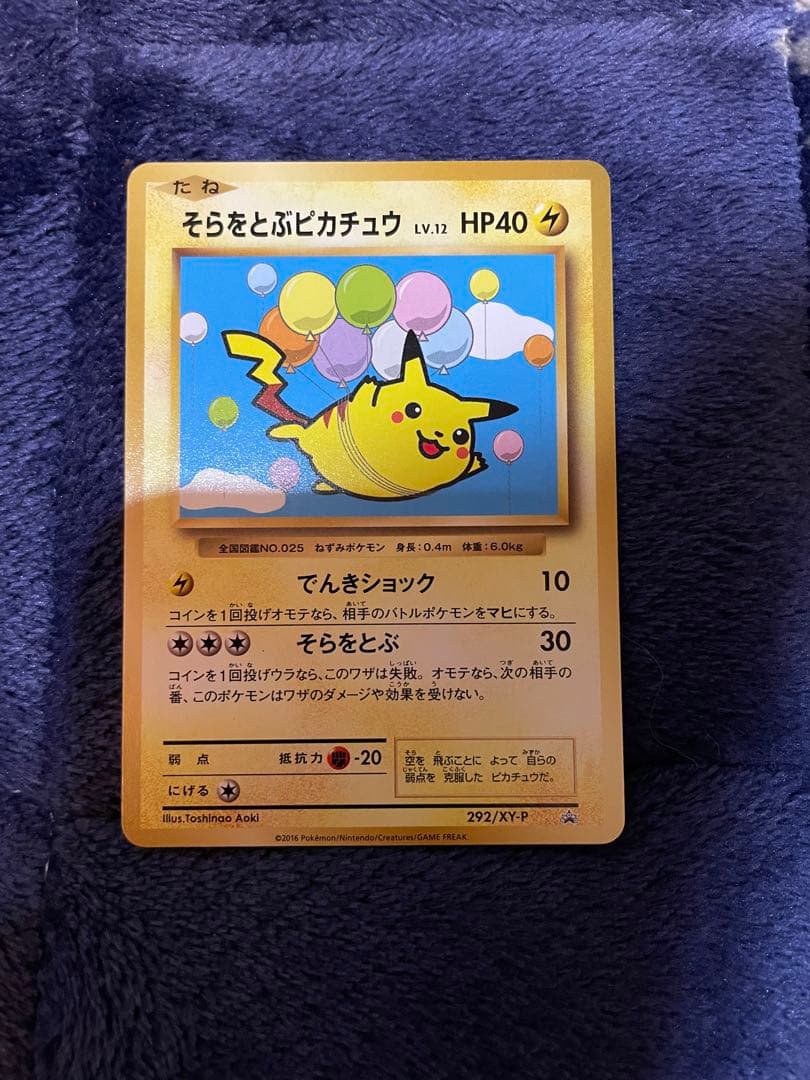 たね
そらをとぶピカチュウ LV.12 HP40
全国図鑑NO.025 ねずみポケモン 身長:0.4m 体重:6.0kg
でんきショック 10
コインを1回投げオモテなら、相手のバトルポケモンをマヒにする。
そらをとぶ 30
コインを1回投げウラなら、このワザは失敗。オモテなら、次の相手の
番、このポケモンはワザのダメージや効果を受けない。
弱点 抵抗力 -20
にげる
空を 飛ぶことに よって 自らの
弱点を 克服した ピカチュウだ。
Illus.Toshinao Aoki 292/XY-P
©2016 Pokémon/Nintendo/Creatures/GAME FREAK.